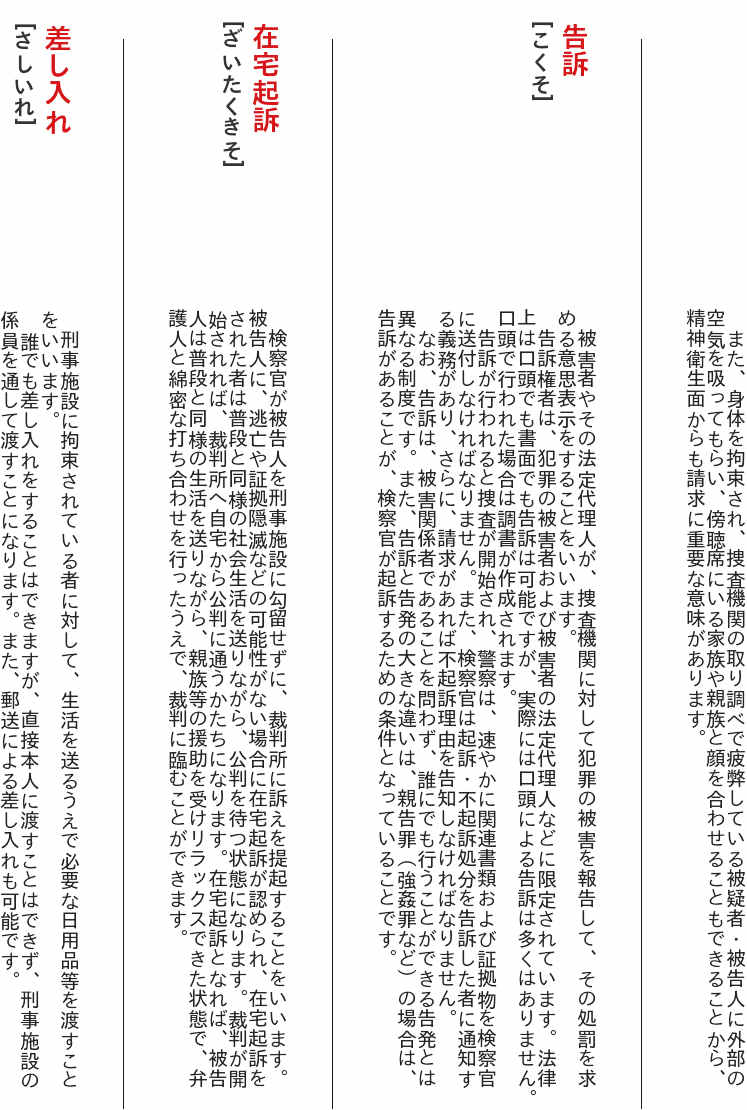 また、身体を拘束され、捜査機関の取り調べで疲弊している被疑者・被告人に外部の
空気を吸ってもらい、傍聴席にいる家族や親族と顔を合わせることもできることから、
精神衛生面からも請求に重要な意味があります。
告訴
［こくそ］
被害者やその法定代理人が、捜査機関に対して犯罪の被害を報告して、その処罰を求
める意思表示をすることをいいます。
告訴権者は、犯罪の被害者および被害者の法定代理人などに限定されています。法律
上は口頭でも書面でも告訴は可能ですが、実際には口頭による告訴は多くはありません。
口頭で行われた場合は調書が作成されます。
告訴が行われると捜査が開始され、警察は、速やかに関連書類および証拠物を検察官
に送付しなければなりません。また、検察官は起訴・不起訴処分を告訴した者に通知す
る義務があり、さらに、請求があれば不起訴理由を告知しなければなりません。
なお、告訴は、被害関係者であることを問わず、誰にでも行うことができる告発とは
異なる制度です。また、告訴と告発の大きな違いは、親告罪（強姦罪など）の場合は、
告訴があることが、検察官が起訴するための条件となっていることです。
在宅起訴
［ざいたくきそ］
検察官が被告人を刑事施設に勾留せずに、裁判所に訴えを提起することをいいます。
被告人に、逃亡や証拠隠滅などの可能性がない場合に在宅起訴が認められ、在宅起訴を
された者は普段と同様の社会生活を送りながら、公判を待つ状態になります。裁判が開
始されれば、裁判所へ自宅から公判に通うかたちになります。在宅起訴となれば、被告
人は普段と同様の生活を送りながら、親族等の援助を受けリラックスできた状態で、弁
護人と綿密な打ち合わせを行ったうえで、裁判に臨むことができます。
差し入れ
［さしいれ］
刑事施設に拘束されている者に対して、生活を送るうえで必要な日用品等を渡すこと
をいいます。
誰でも差し入れをすることはできますが、直接本人に渡すことはできず、刑事施設の
係員を通して渡すことになります。また、郵送による差し入れも可能です。